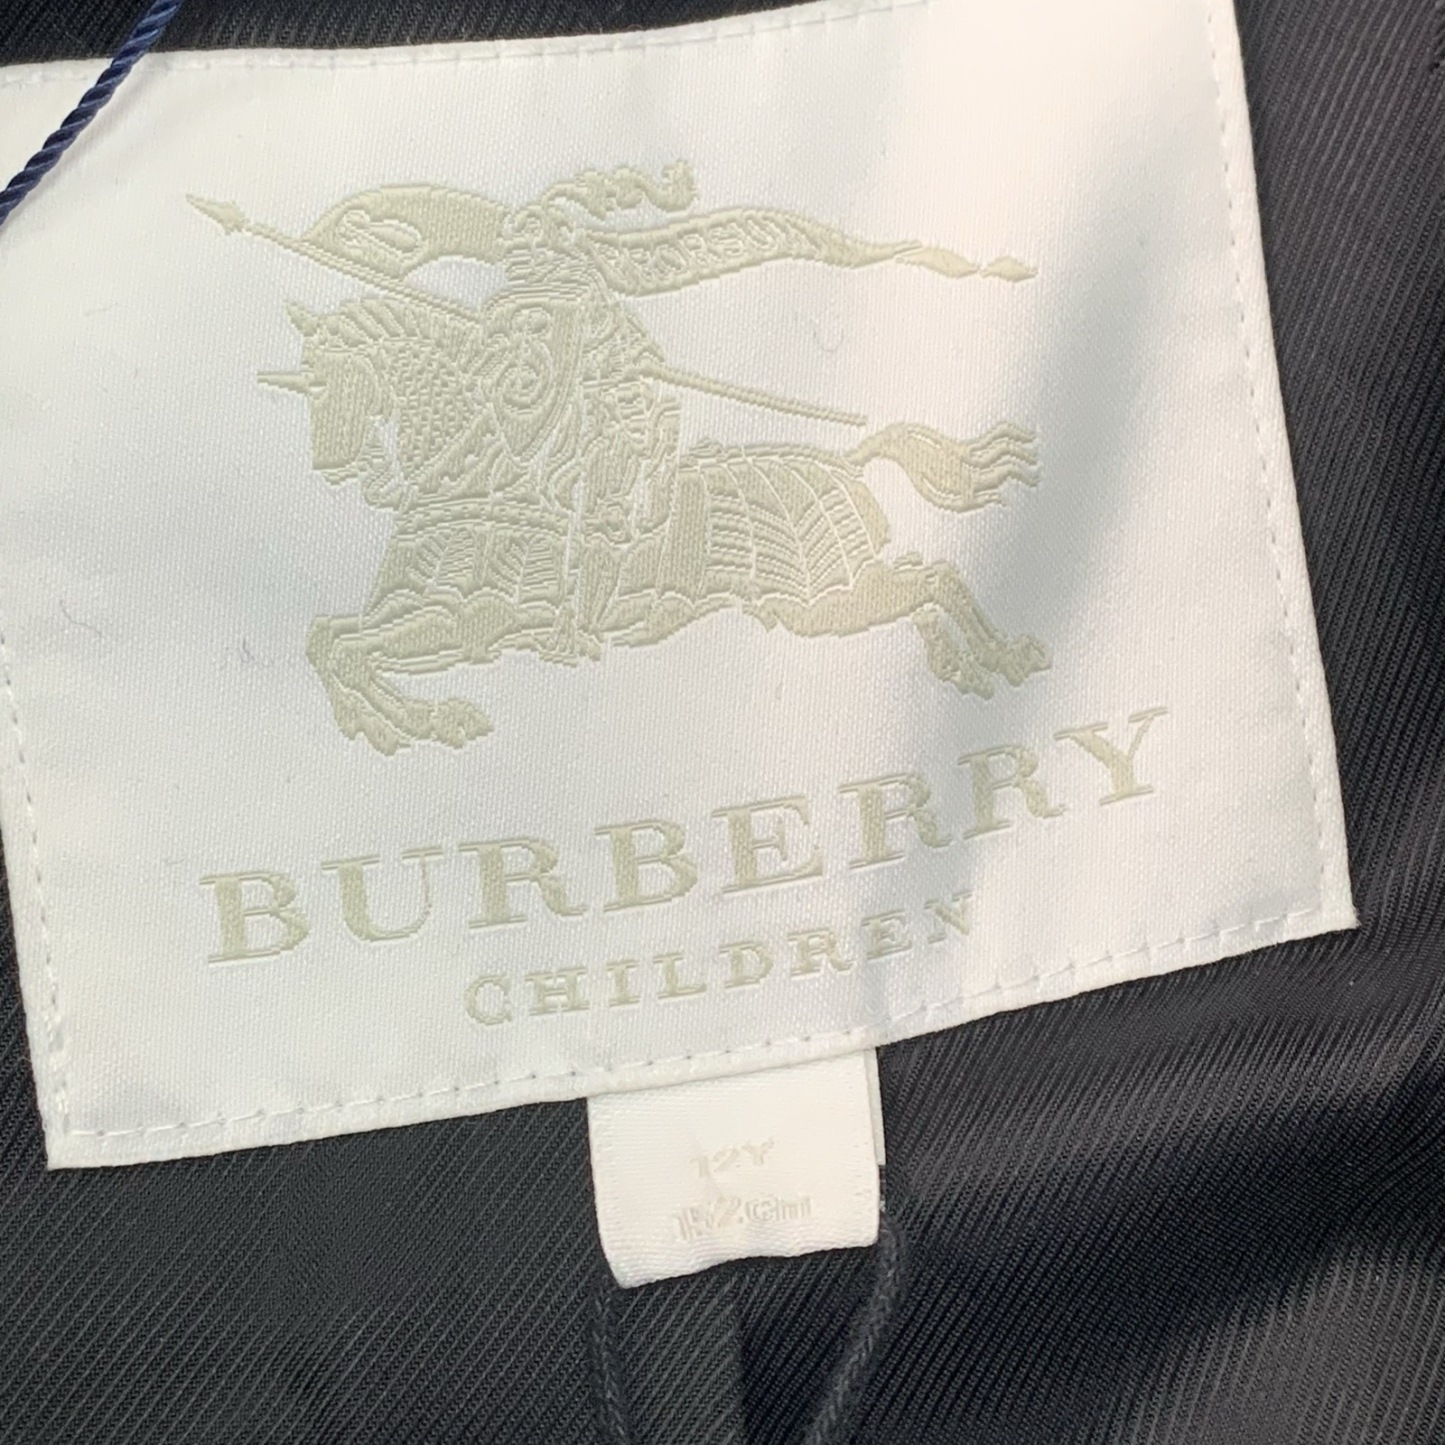 PRORSUM
BURBERRY
CHILDREN
12Y
152cm